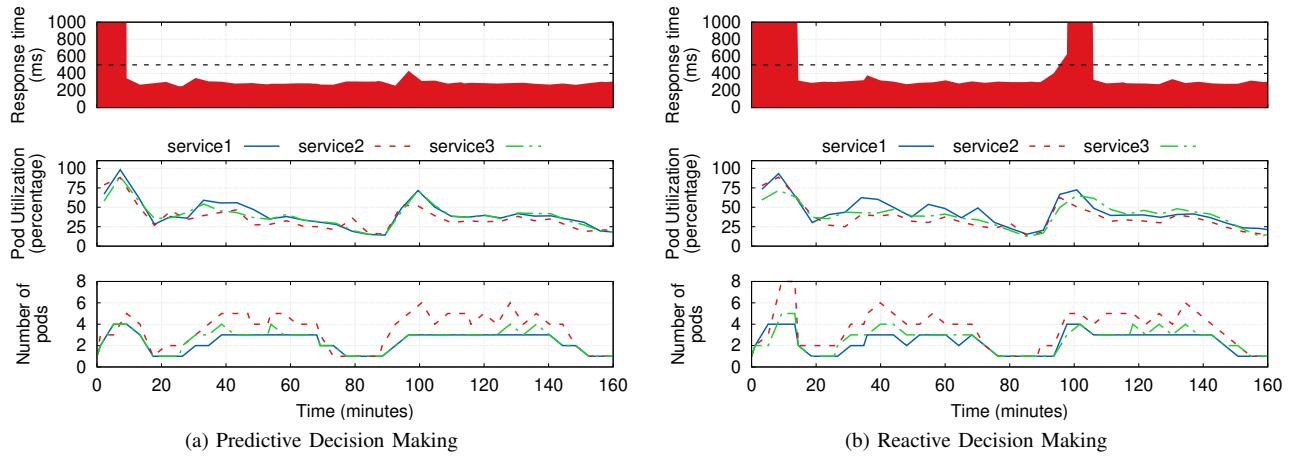 Response time
(ms)
1000
800
600
400
200
0
service1 service2 service3
Pod Utilization
(percentage)
100
75
50
25
0
Number of
pods
8
6
4
2
0
0 20 40 60 80 100 120 140 160
Time (minutes)
(a) Predictive Decision Making
Response time
(ms)
1000
800
600
400
200
0
service1 service2 service3
Pod Utilization
(percentage)
100
75
50
25
0
Number of
pods
8
6
4
2
0
0 20 40 60 80 100 120 140 160
Time (minutes)
(b) Reactive Decision Making